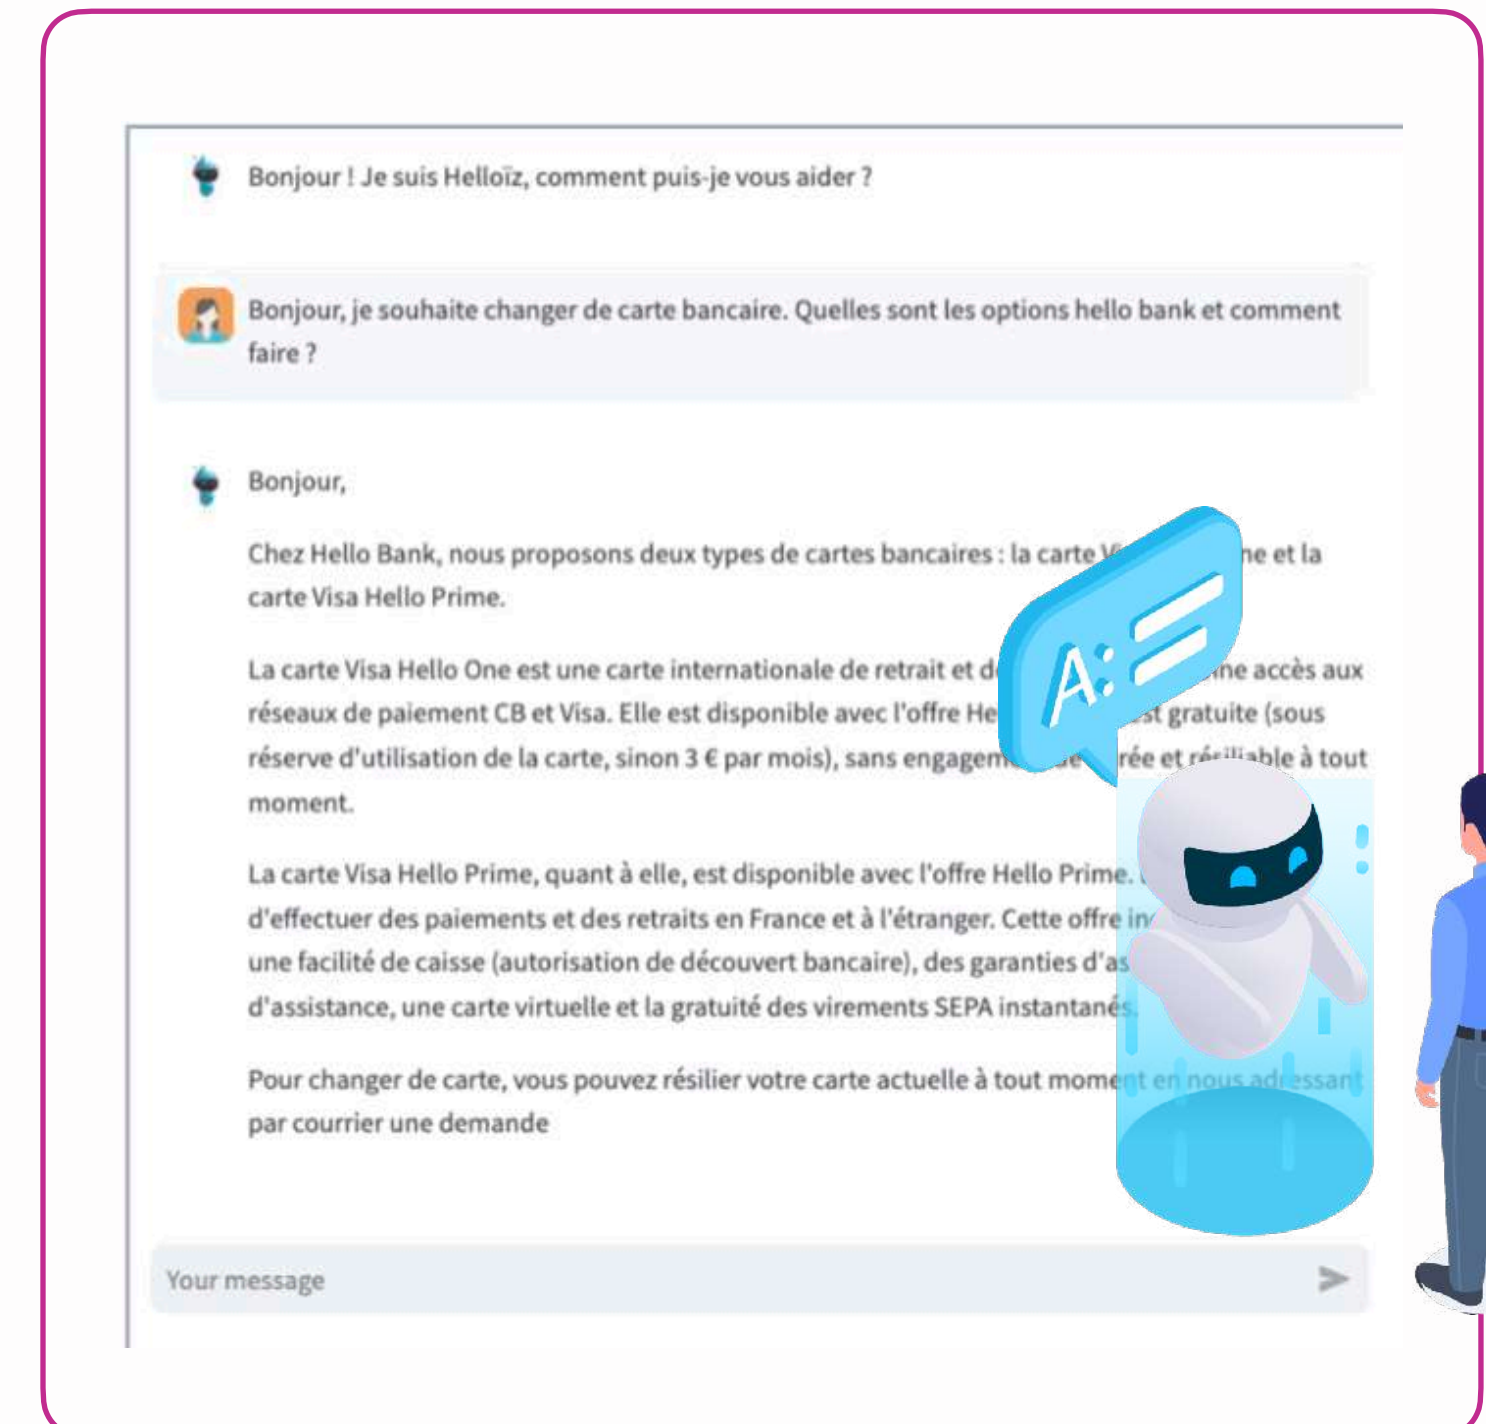 Bonjour ! Je suis Helloïz, comment puis-je vous aider ?
Bonjour, je souhaite changer de carte bancaire. Quelles sont les options hello bank et comment
faire ?
Bonjour,
Chez Hello Bank, nous proposons deux types de cartes bancaires : la carte et la
carte Visa Hello Prime.
La carte Visa Hello One est une carte internationale de retrait et accès aux
réseaux de paiement CB et Visa. Elle est disponible avec l'offre gratuite (sous
réserve d'utilisation de la carte, sinon 3 € par mois), sans et résiliable à tout
moment.
La carte Visa Hello Prime, quant à elle, est disponible avec l'offre Hello Prime.
d'effectuer des paiements et des retraits en France et à l'étranger. Cette offre
une facilité de caisse (autorisation de découvert bancaire), des garanties
d'assistance, une carte virtuelle et la gratuité des virements SEPA instantanés.
Pour changer de carte, vous pouvez résilier votre carte actuelle à tout moment en nous adressant
par courrier une demande
A:
Your message